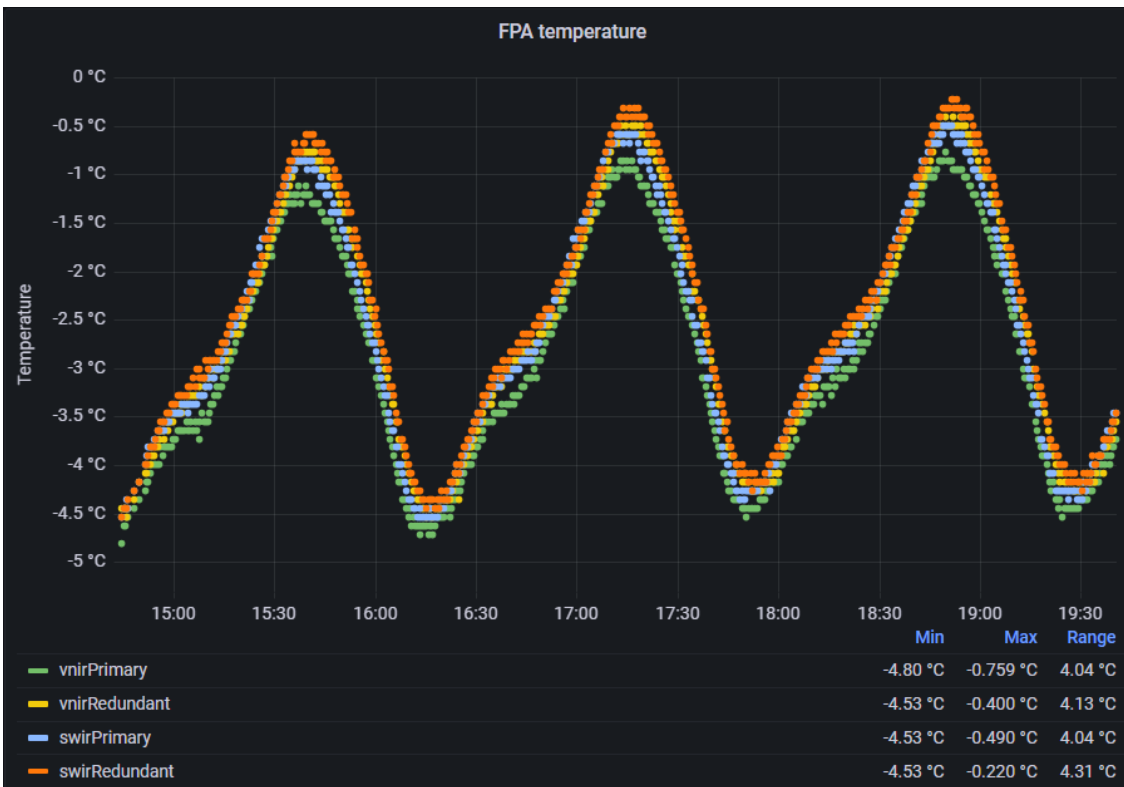 FPA temperature
0 °C
-0.5 °C
-1 °C
-1.5 °C
-2 °C
-2.5 °C
-3 °C
-3.5 °C
-4 °C
-4.5 °C
-5 °C
Temperature
15:00 15:30 16:00 16:30 17:00 17:30 18:00 18:30 19:00 19:30
Min Max Range
vnirPrimary -4.80 °C -0.759 °C 4.04 °C
vnirRedundant -4.53 °C -0.400 °C 4.13 °C
swirPrimary -4.53 °C -0.490 °C 4.04 °C
swirRedundant -4.53 °C -0.220 °C 4.31 °C